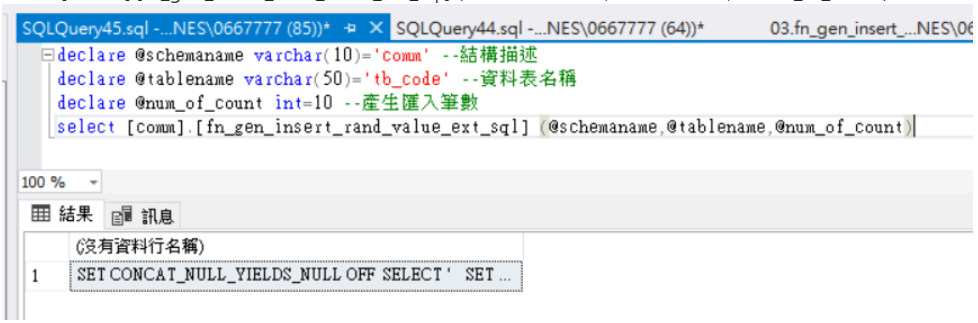 SQLQuery45.sql -...NES\0667777 (85))* SQLQuery44.sql -...NES\0667777 (64))* 03.fn_gen_insert_...NES\06
declare @schemaname varchar(10)='comm' --結構描述
declare @tablename varchar(50)='tb_code' --資料表名稱
declare @num_of_count int=10 --產生匯入筆數
select [Comm].[fn_gen_insert_rand_value_ext_sql] (@schemaname,@tablename,@num_of_count)
100 %
結果 訊息
(沒有資料行名稱)
1 SET CONCAT_NULL_YIELDS_NULL OFF SELECT ' SET ...